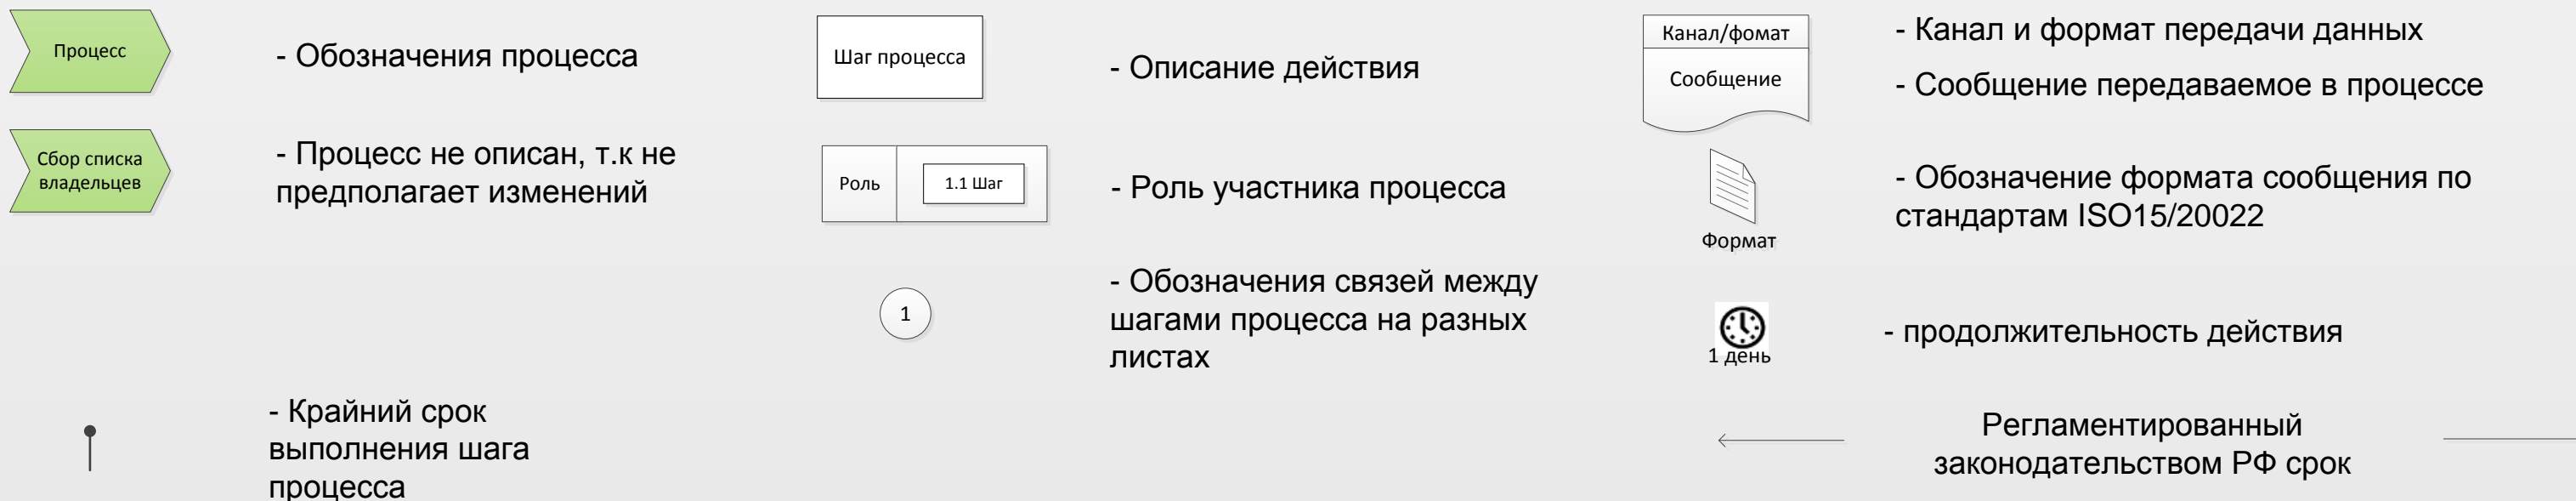 Процесс
- Обозначения процесса
Сбор списка
владельцев
- Процесс не описан, т.к не
предполагает изменений
- Крайний срок
выполнения шага
процесса
Шаг процесса
- Описание действия
Роль
1.1 Шаг
- Роль участника процесса
1
- Обозначения связей между
шагами процесса на разных
листах
Канал/фомат
Сообщение
- Канал и формат передачи данных
- Сообщение передаваемое в процессе
Формат
- Обозначение формата сообщения по
стандартам ISO15/20022
1 день
- продолжительность действия
Регламентированный
законодательством РФ срок